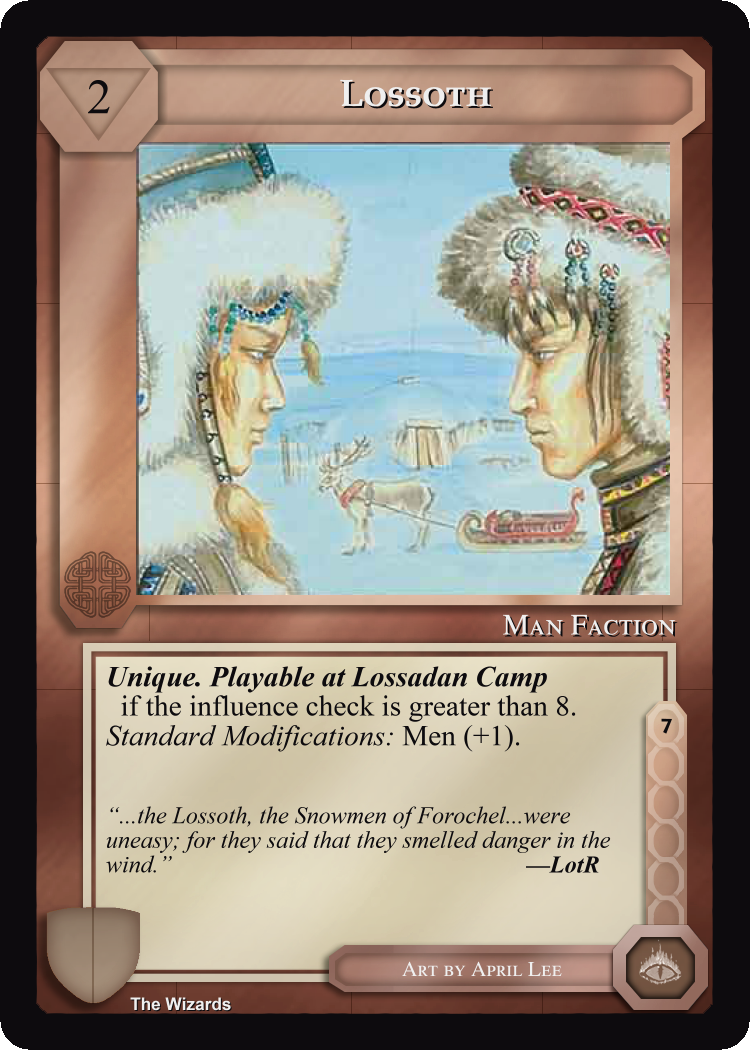 2
Lossoth
Man Faction
Unique. Playable at Lossadan Camp
if the influence check is greater than 8.
Standard Modifications: Men (+1).
7
“...the Lossoth, the Snowmen of Forochel...were
uneasy; for they said that they smelled danger in the
wind.” —LotR
Art by April Lee
The Wizards